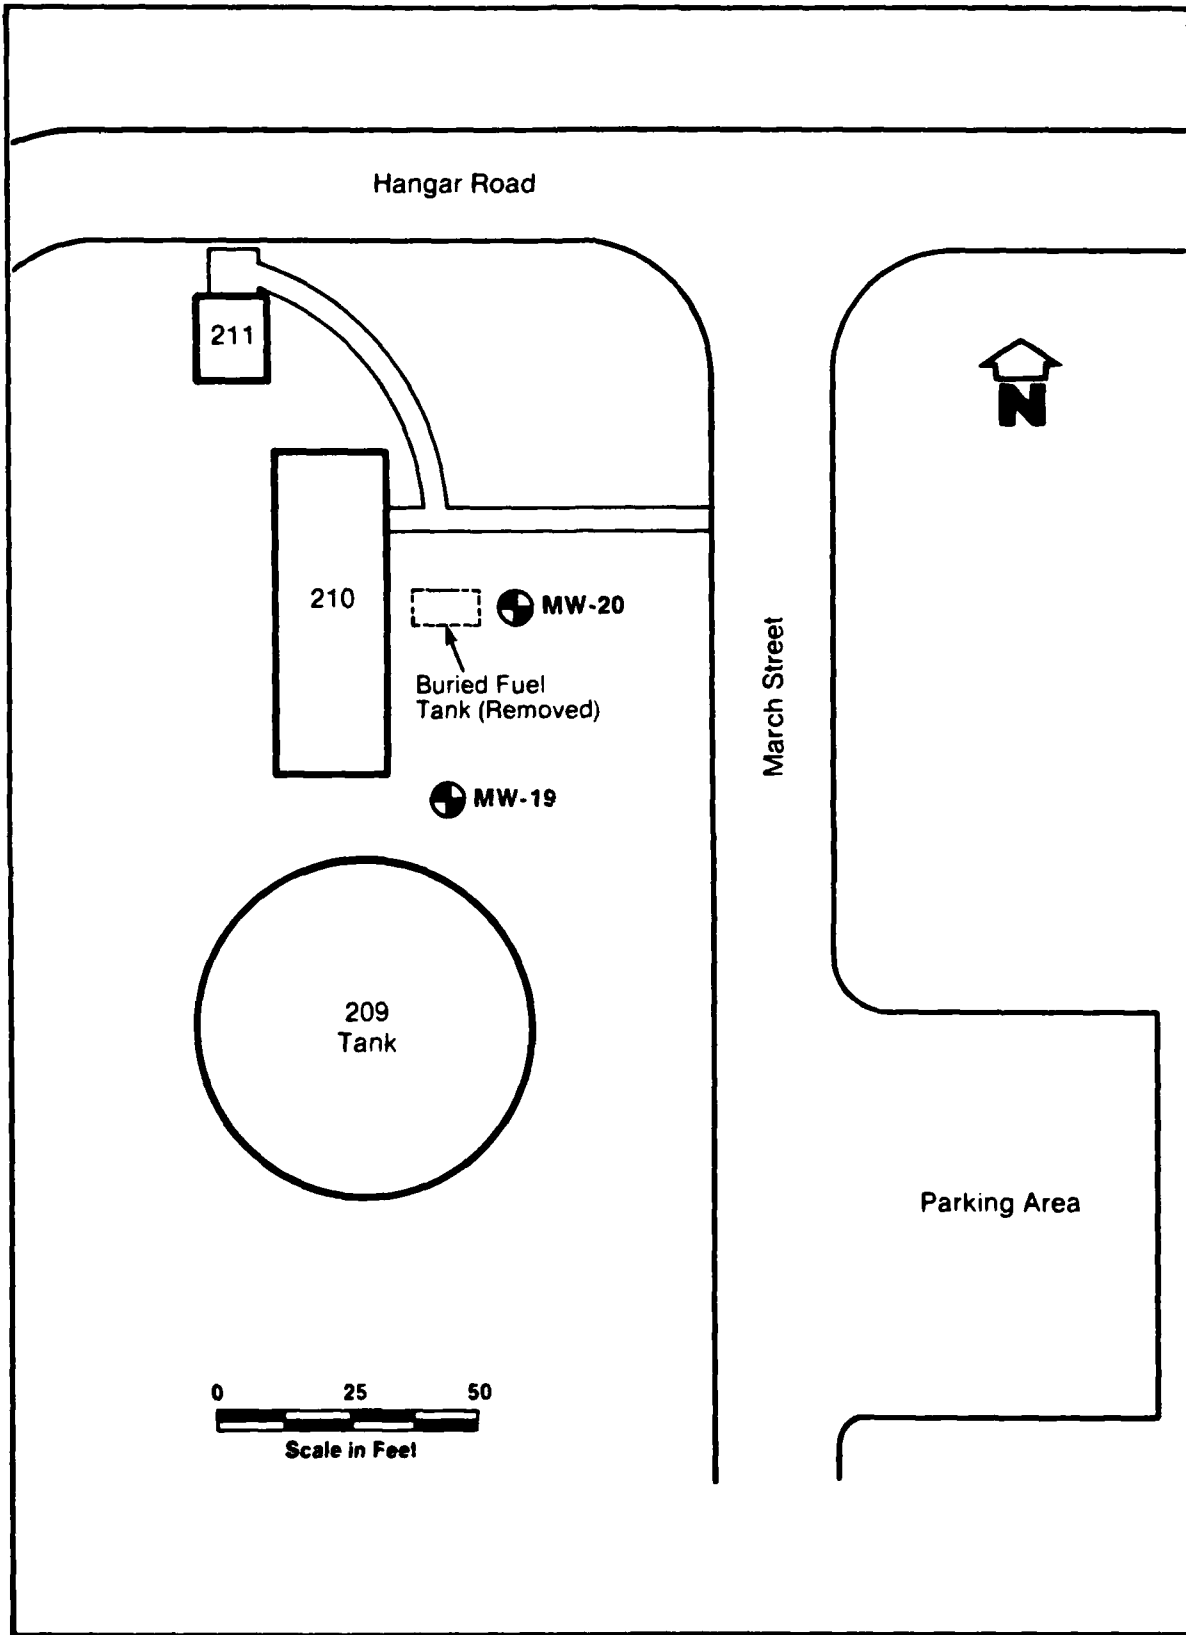 Hangar Road
211
N
210
MW-20
Buried Fuel
Tank (Removed)
March Street
MW-19
209
Tank
Parking Area
0 25 50
Scale in Feet